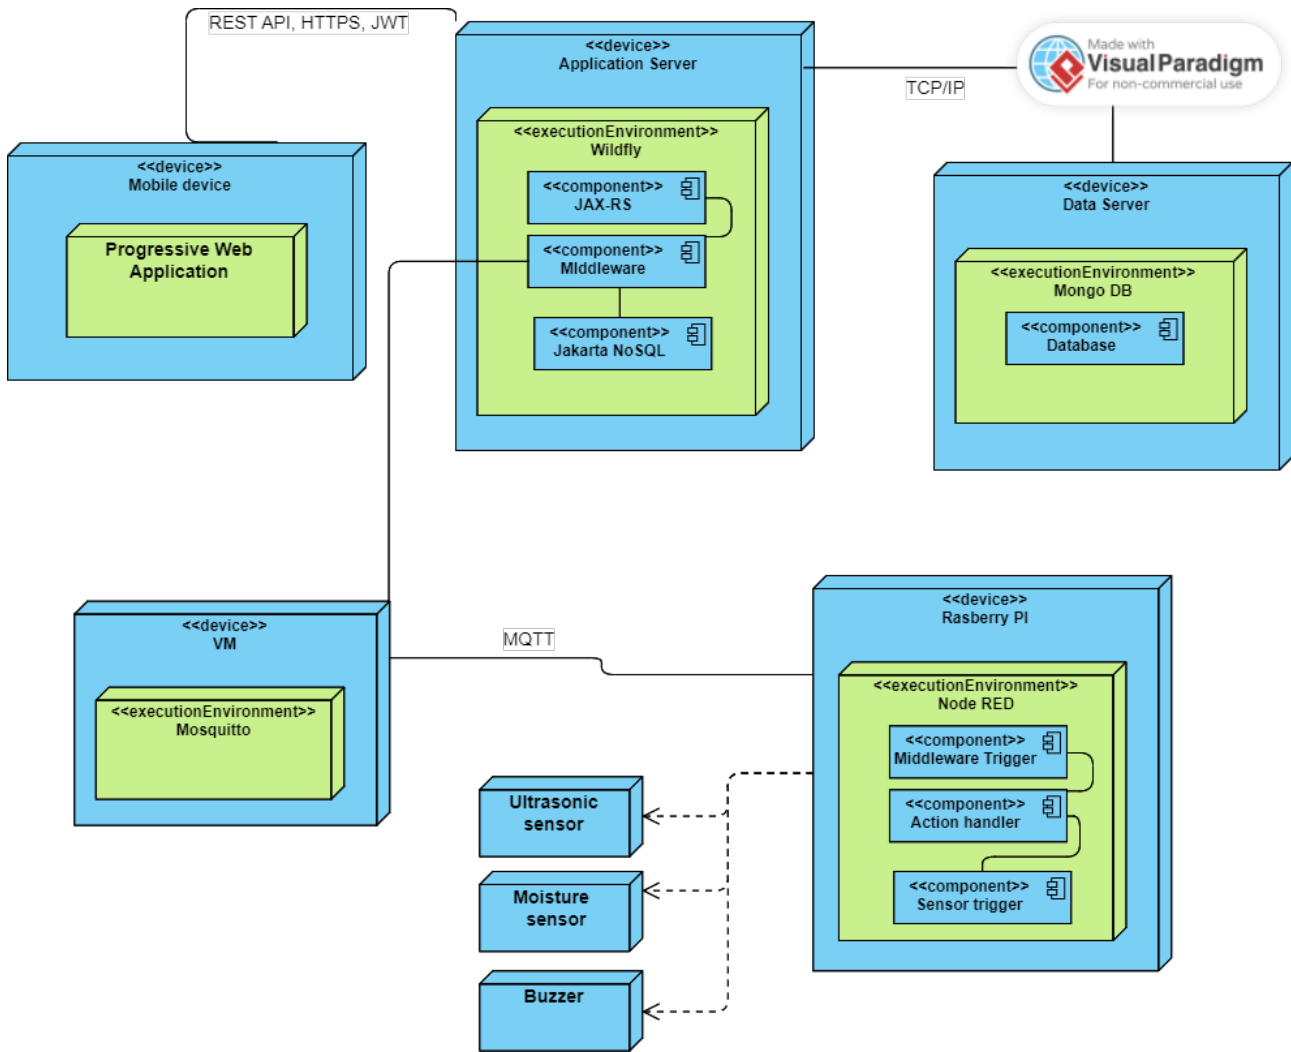 REST API, HTTPS, JWT
<<device>>
Application Server
<<executionEnvironment>>
Wildfly
<<component>>
JAX-RS
<<component>>
MIddleware
<<component>>
Jakarta NoSQL
TCP/IP
Made with
Visual Paradigm
For non-commercial use
<<device>>
Mobile device
Progressive Web
Application
<<device>>
Data Server
<<executionEnvironment>>
Mongo DB
<<component>>
Database
<<device>>
VM
<<executionEnvironment>>
Mosquitto
MQTT
<<device>>
Rasberry PI
<<executionEnvironment>>
Node RED
<<component>>
Middleware Trigger
<<component>>
Action handler
<<component>>
Sensor trigger
Ultrasonic
sensor
Moisture
sensor
Buzzer